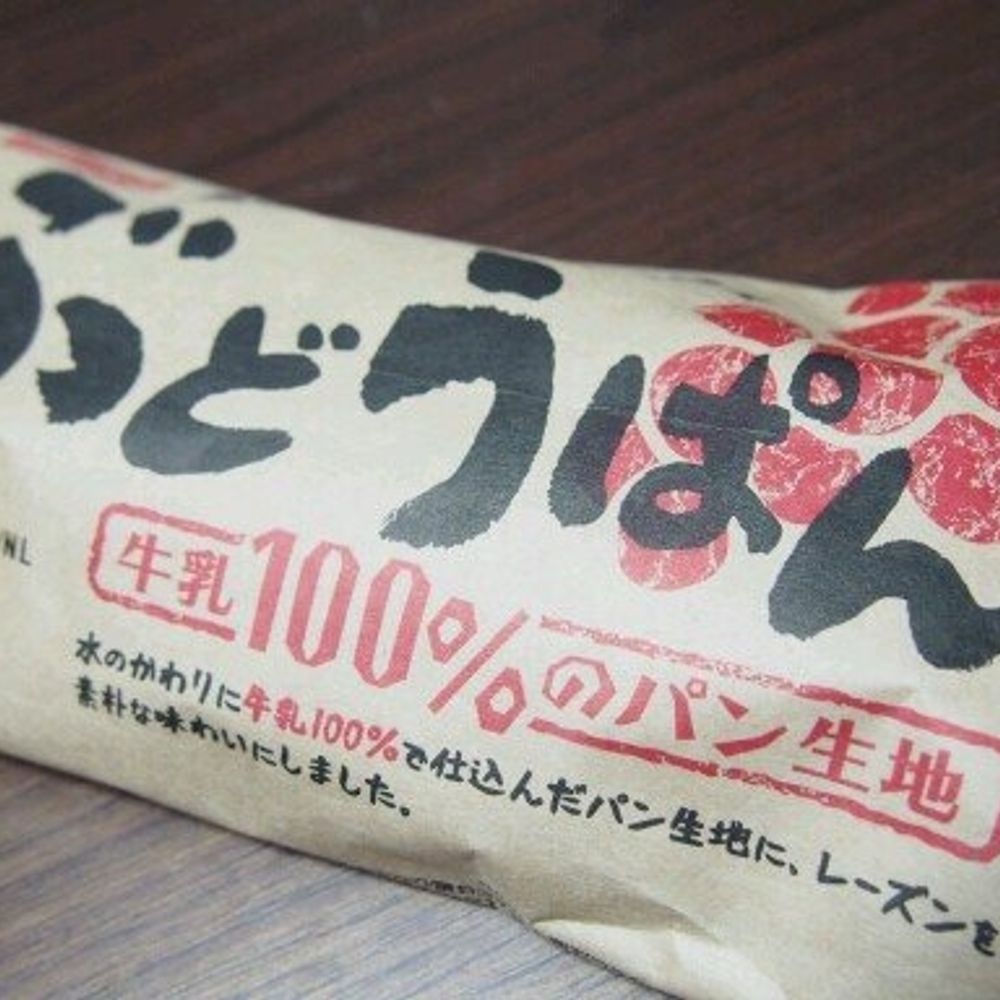 ぶどうぱん
牛乳100%のパン生地
水のかわりに牛乳100%で仕込んだパン生地に、レーズンを
素朴な味わいにしました。
NL